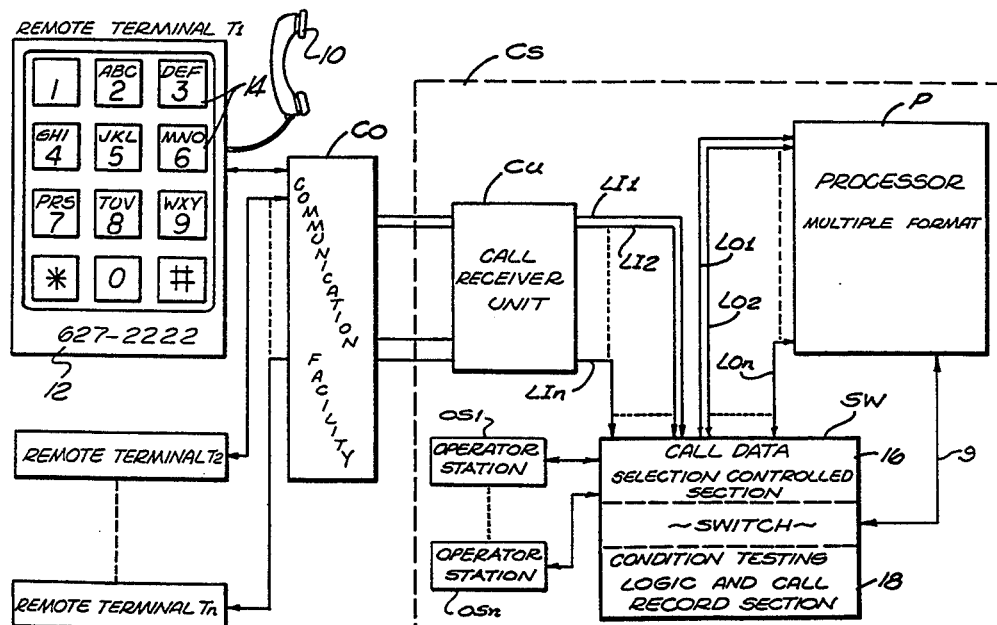 REMOTE TERMINAL T1
10
1
ABC
2
DEF
3
14
GHI
4
JKL
5
MNO
6
PRS
7
TUV
8
WXY
9
*
0
#
627-2222
12
REMOTE TERMINAL T2
REMOTE TERMINAL Tn
CO
COMMUNICATION FACILITY
CS
CU
CALL
RECEIVER
UNIT
LI1
LI2
LIn
LO1
LO2
LOn
P
PROCESSOR
MULTIPLE FORMAT
OS1
OPERATOR
STATION
OPERATOR
STATION
OSn
SW
CALL DATA
SELECTION CONTROLLED
SECTION
16
~SWITCH~
9
CONDITION TESTING
LOGIC AND CALL
RECORD SECTION
18